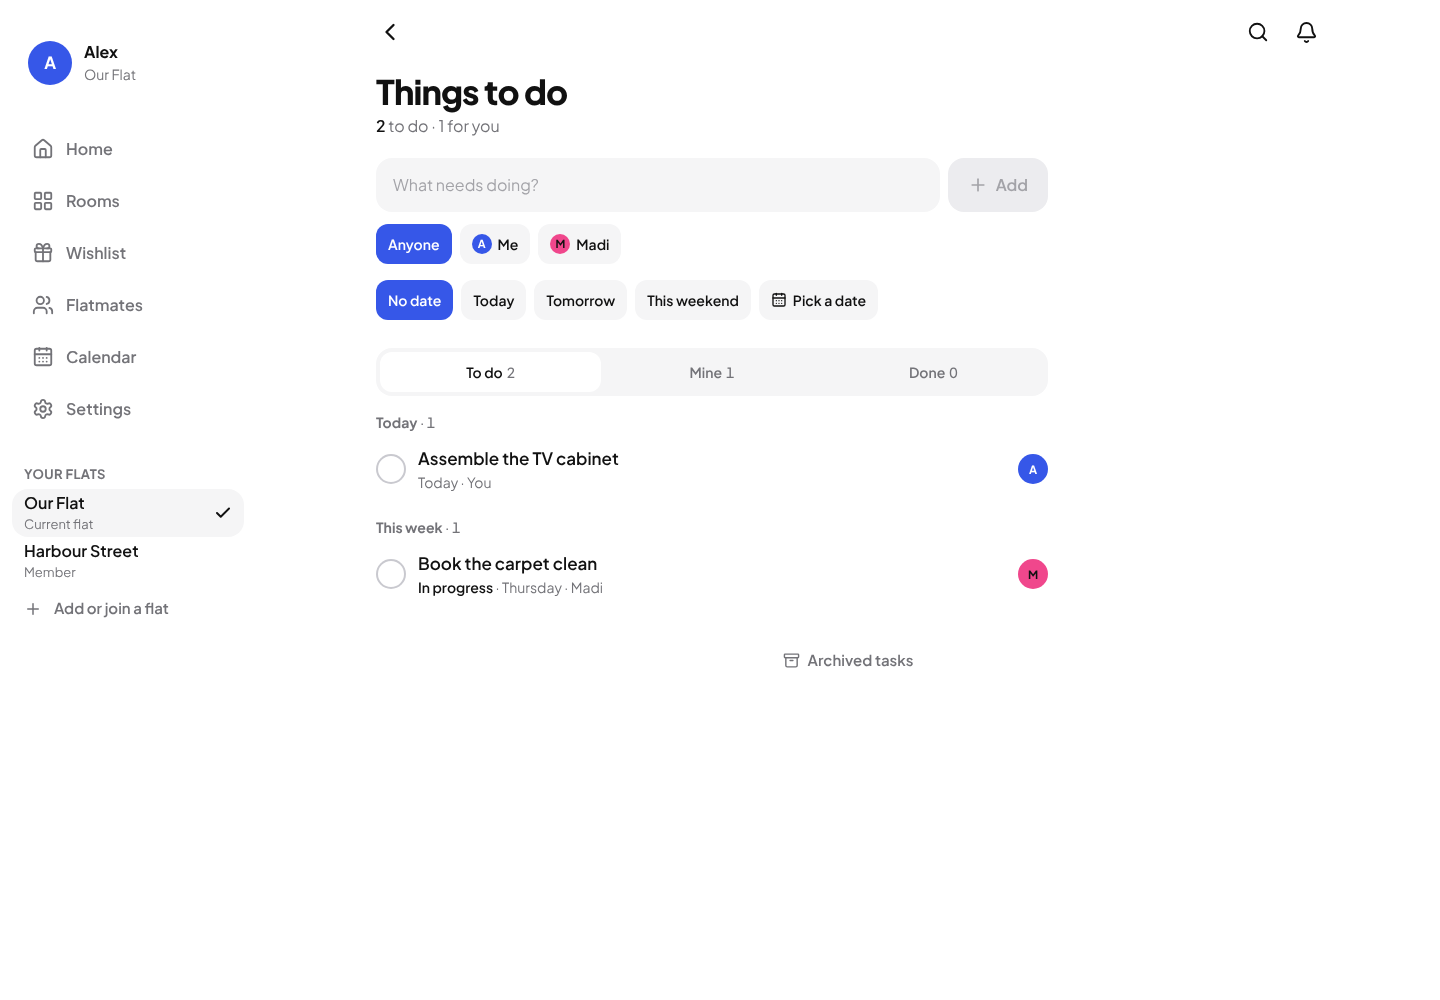 A
Alex
Our Flat
Home
Rooms
Wishlist
Flatmates
Calendar
Settings
YOUR FLATS
Our Flat
Current flat
Harbour Street
Member
Add or join a flat
Things to do
2 to do · 1 for you
What needs doing?
Add
Anyone
A Me
M Madi
No date
Today
Tomorrow
This weekend
Pick a date
To do 2
Mine 1
Done 0
Today · 1
Assemble the TV cabinet
Today · You
A
This week · 1
Book the carpet clean
In progress · Thursday · Madi
M
Archived tasks